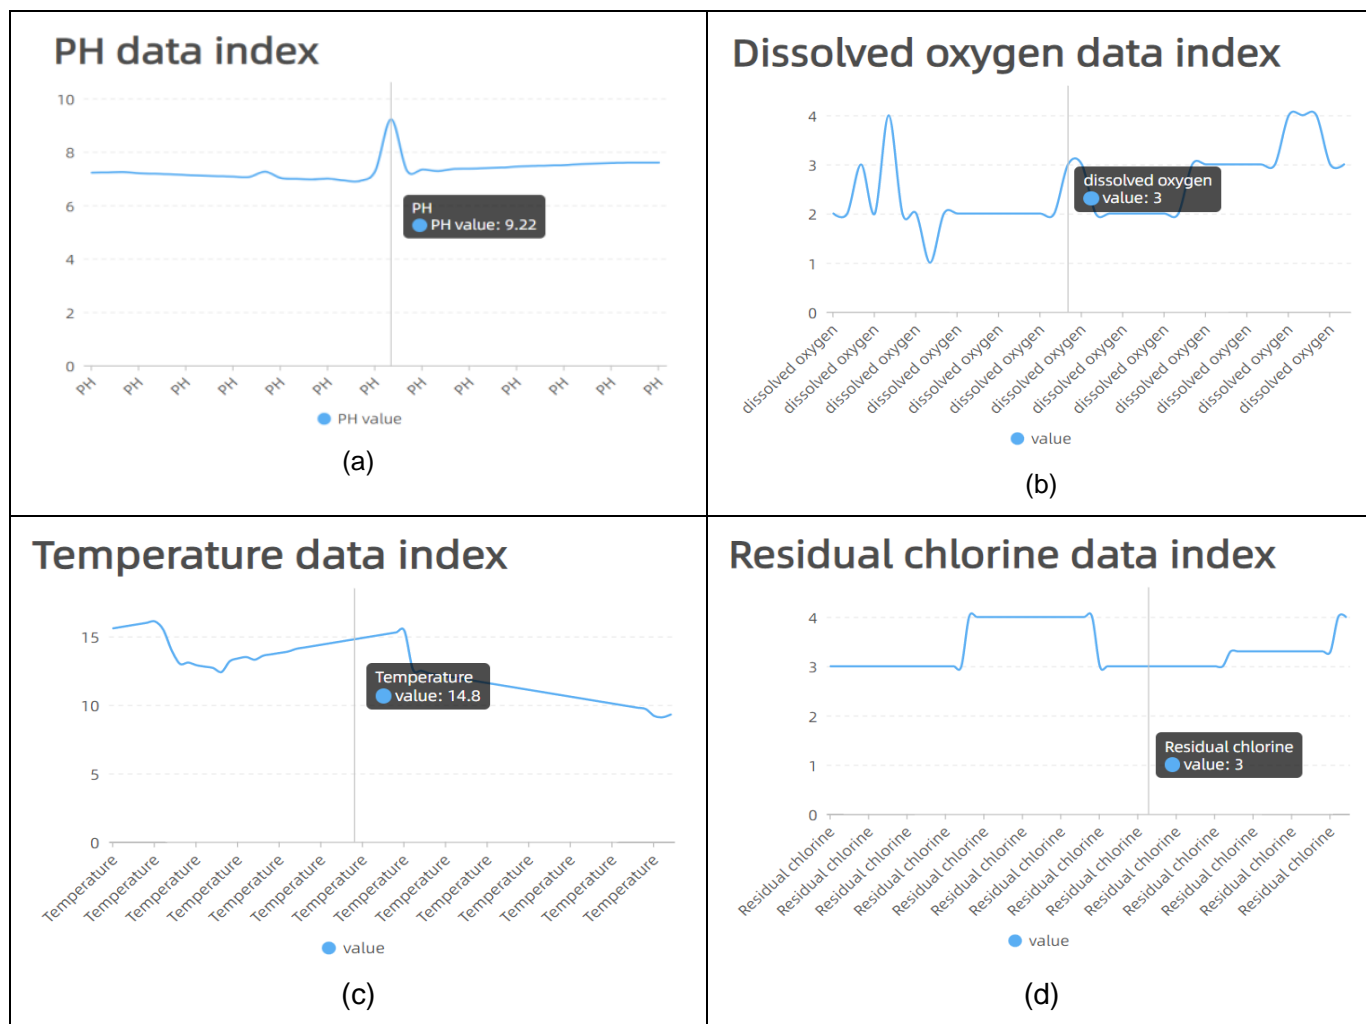 PH data index
10
8
6
4
2
0
PH
PH value: 9.22
PH PH PH PH PH PH PH PH PH PH PH PH PH
PH value
(a)
Dissolved oxygen data index
4
3
2
1
0
dissolved oxygen
value: 3
dissolved oxygen dissolved oxygen dissolved oxygen dissolved oxygen dissolved oxygen dissolved oxygen dissolved oxygen dissolved oxygen dissolved oxygen dissolved oxygen dissolved oxygen dissolved oxygen dissolved oxygen
value
(b)
Temperature data index
15
10
5
0
Temperature
value: 14.8
Temperature Temperature Temperature Temperature Temperature Temperature Temperature Temperature Temperature Temperature Temperature Temperature Temperature Temperature
value
(c)
Residual chlorine data index
4
3
2
1
0
Residual chlorine
value: 3
Residual chlorine Residual chlorine Residual chlorine Residual chlorine Residual chlorine Residual chlorine Residual chlorine Residual chlorine Residual chlorine Residual chlorine Residual chlorine Residual chlorine Residual chlorine Residual chlorine
value
(d)